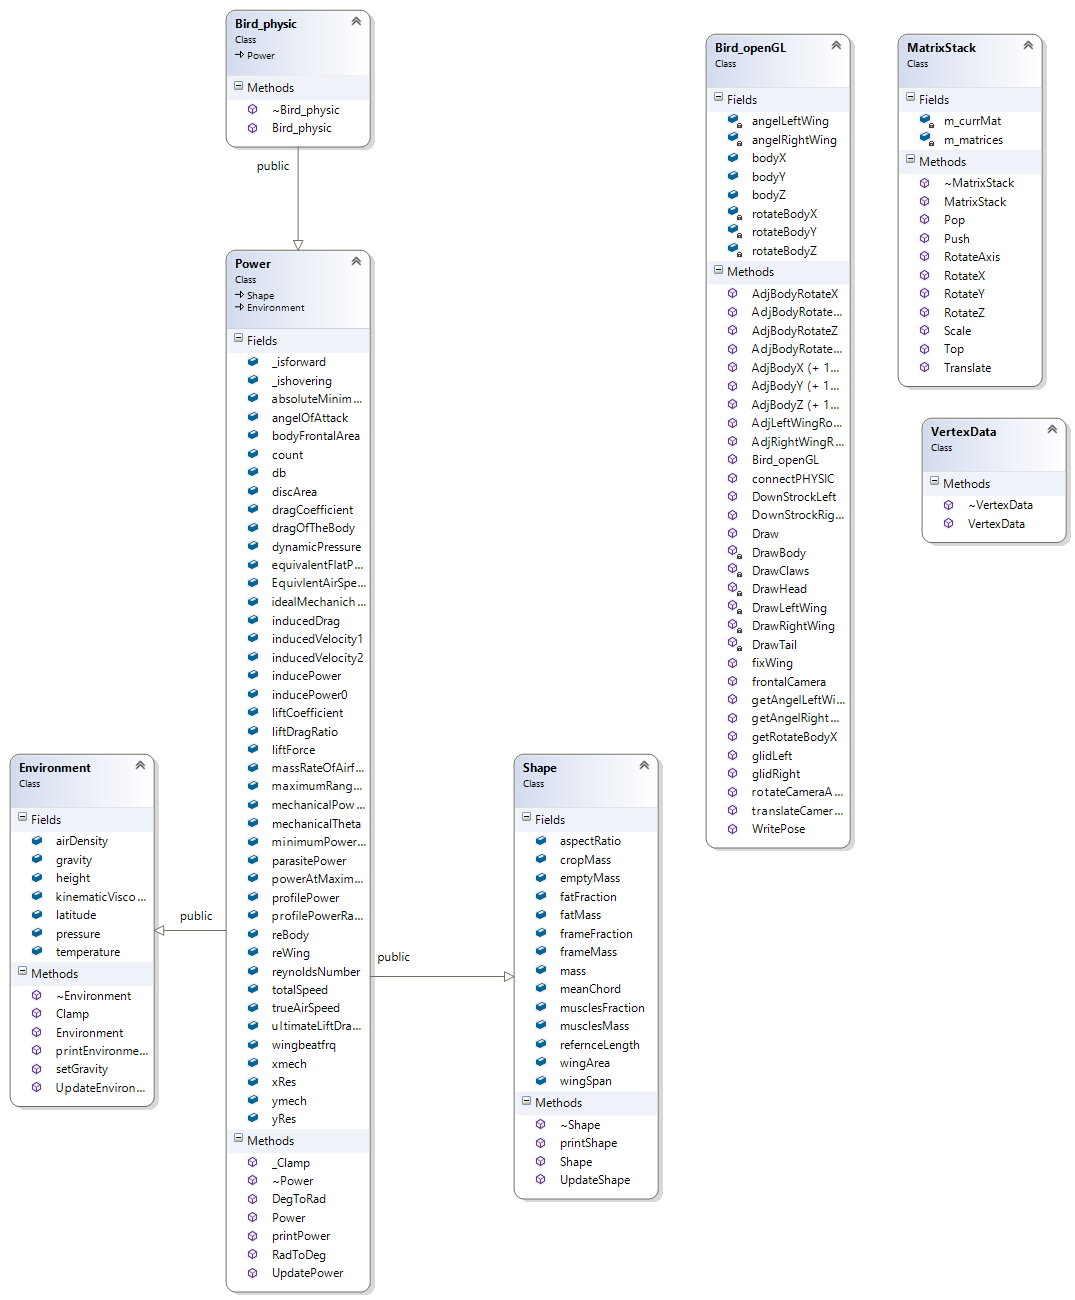 Bird_physic
Class
Power
Methods
~Bird_physic
Bird_physic
public
Power
Class
Shape
Environment
Fields
_isforward
_ishovering
absoluteMinim...
angelOfAttack
bodyFrontalArea
count
db
discArea
dragCoefficient
dragOfTheBody
dynamicPressure
equivalentFlatP...
EquivlentAirSpe...
idealMechanich...
inducedDrag
inducedVelocity1
inducedVelocity2
inducePower
inducePower0
liftCoefficient
liftDragRatio
liftForce
massRateOfAirf...
maximumRang...
mechanicalPow...
mechanicalTheta
minimumPower...
parasitePower
powerAtMaxim...
profilePower
profilePowerRa...
reBody
reWing
reynoldsNumber
totalSpeed
trueAirSpeed
ultimateLiftDra...
wingbeatfrq
xmech
xRes
ymech
yRes
Methods
_Clamp
~Power
DegToRad
Power
printPower
RadToDeg
UpdatePower
public
Environment
Class
Fields
airDensity
gravity
height
kinematicVisco...
latitude
pressure
temperature
Methods
~Environment
Clamp
Environment
printEnvironme...
setGravity
UpdateEnviron...
public
Shape
Class
Fields
aspectRatio
cropMass
emptyMass
fatFraction
fatMass
frameFraction
frameMass
mass
meanChord
musclesFraction
musclesMass
refernceLength
wingArea
wingSpan
Methods
~Shape
printShape
Shape
UpdateShape
Bird_openGL
Class
Fields
angelLeftWing
angelRightWing
bodyX
bodyY
bodyZ
rotateBodyX
rotateBodyY
rotateBodyZ
Methods
AdjBodyRotateX
AdjBodyRotate...
AdjBodyRotateZ
AdjBodyRotate...
AdjBodyX (+ 1...
AdjBodyY (+ 1...
AdjBodyZ (+ 1...
AdjLeftWingRo...
AdjRightWingR...
Bird_openGL
connectPHYSIC
DownStrockLeft
DownStrockRig...
Draw
DrawBody
DrawClaws
DrawHead
DrawLeftWing
DrawRightWing
DrawTail
fixWing
frontalCamera
getAngelLeftWi...
getAngelRight...
getRotateBodyX
glidLeft
glidRight
rotateCameraA...
translateCamer...
WritePose
MatrixStack
Class
Fields
m_currMat
m_matrices
Methods
~MatrixStack
MatrixStack
Pop
Push
RotateAxis
RotateX
RotateY
RotateZ
Scale
Top
Translate
VertexData
Class
Methods
~VertexData
VertexData